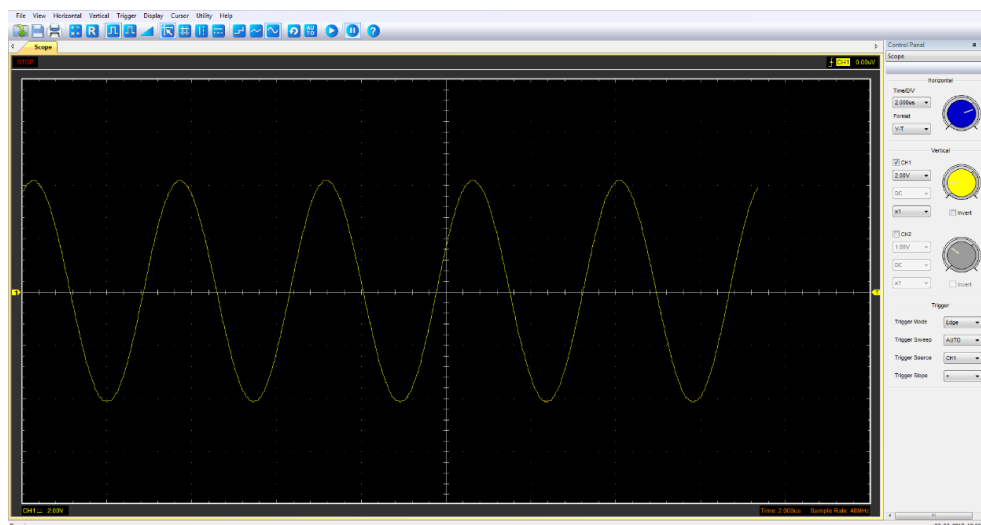 File View Horizontal Vertical Trigger Display Cursor Utility Help
R AUTO ?
Scope
Control Panel
Scope
STOP
CH1 0.00uV
Horizontal
Time/DIV
2.000us
Format
Y-T
Vertical
CH1
2.00V
DC
x1 Invert
CH2
1.00V
DC
x1 Invert
1
T
Trigger
Trigger Mode Edge
Trigger Sweep AUTO
Trigger Source CH1
Trigger Slope +
CH1 2.00V
Time: 2.000us Sample Rate: 48MHz